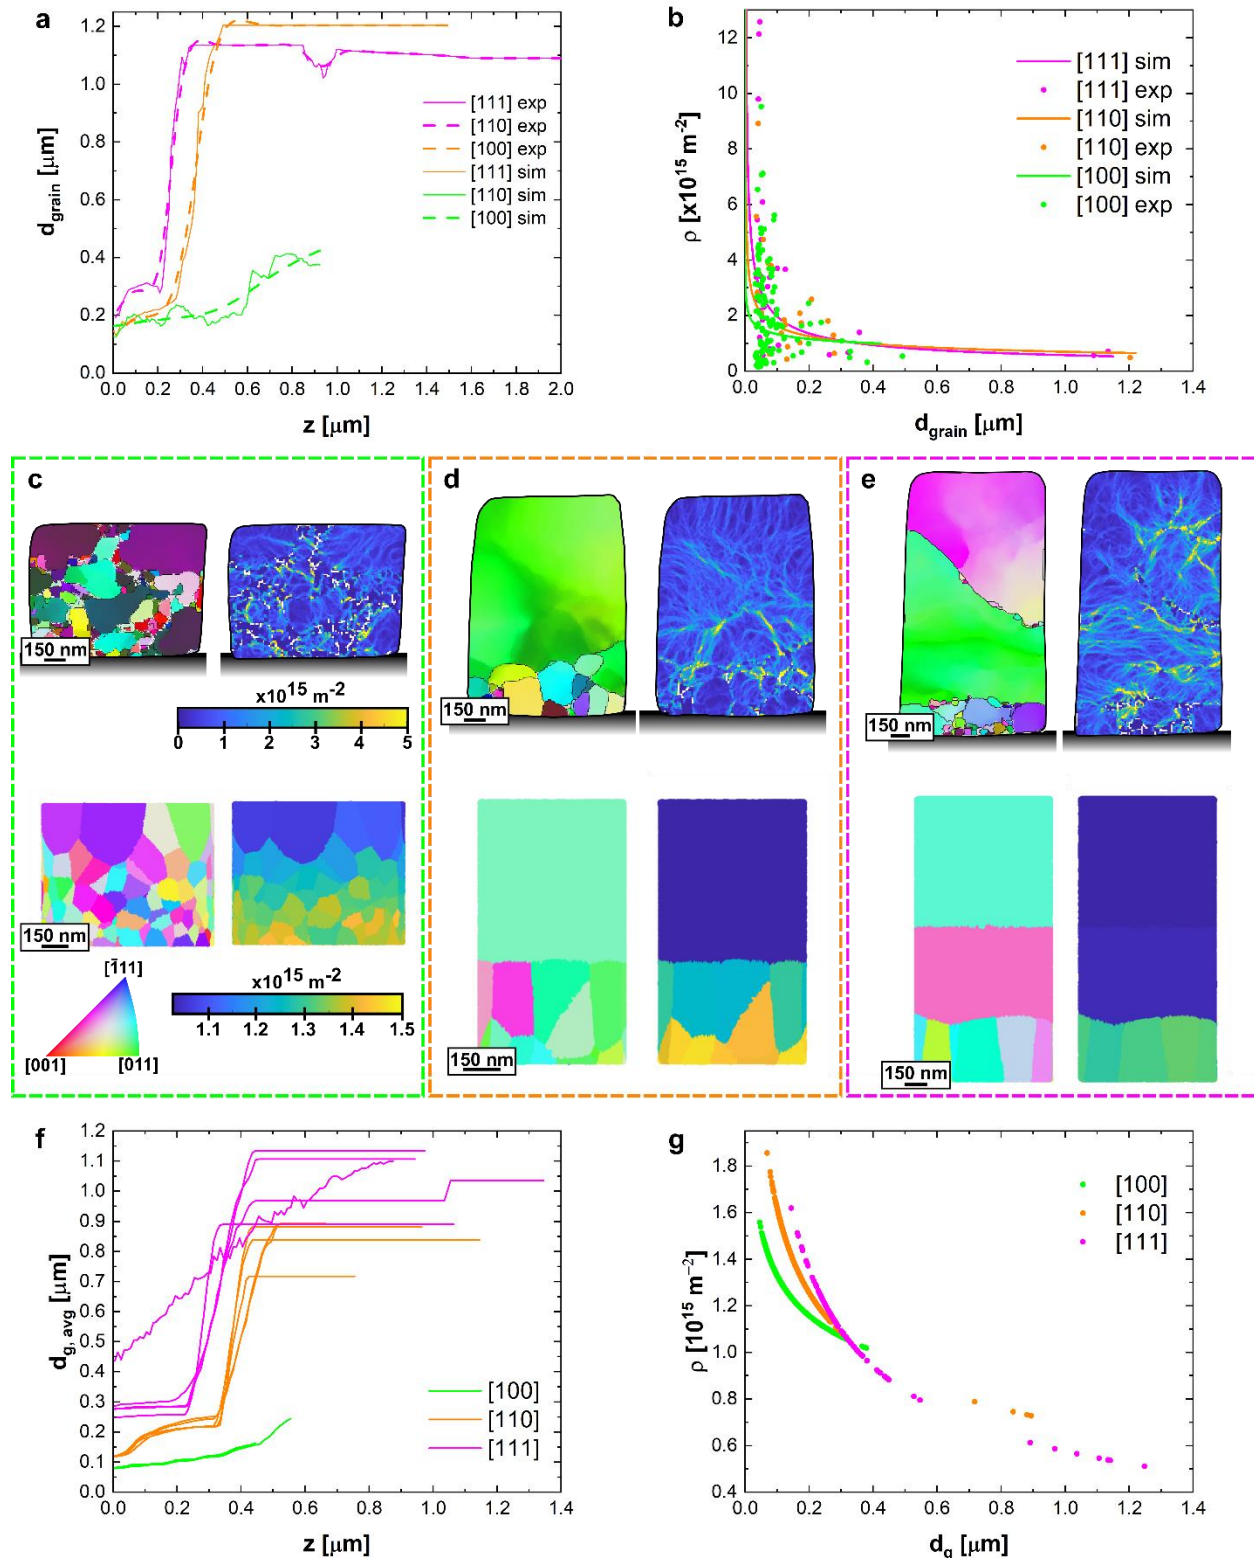 a
d_grain [μm]
1.2
1.0
0.8
0.6
0.4
0.2
0.0
[111] exp
[110] exp
[100] exp
[111] sim
[110] sim
[100] sim
0.0 0.2 0.4 0.6 0.8 1.0 1.2 1.4 1.6 1.8 2.0
z [μm]
b
ρ [x10^15 m^-2]
12
10
8
6
4
2
0
[111] sim
[111] exp
[110] sim
[110] exp
[100] sim
[100] exp
0.0 0.2 0.4 0.6 0.8 1.0 1.2 1.4
d_grain [μm]
c
150 nm
x10^15 m^-2
0 1 2 3 4 5
150 nm
[1̄11]
[001]
[011]
x10^15 m^-2
1.1 1.2 1.3 1.4 1.5
d
150 nm
150 nm
e
150 nm
150 nm
f
d_g, avg [μm]
1.2
1.1
1.0
0.9
0.8
0.7
0.6
0.5
0.4
0.3
0.2
0.1
0.0
[100]
[110]
[111]
0.0 0.2 0.4 0.6 0.8 1.0 1.2 1.4
z [μm]
g
ρ [10^15 m^−2]
1.8
1.6
1.4
1.2
1.0
0.8
0.6
0.4
[100]
[110]
[111]
0.0 0.2 0.4 0.6 0.8 1.0 1.2 1.4
d_g [μm]